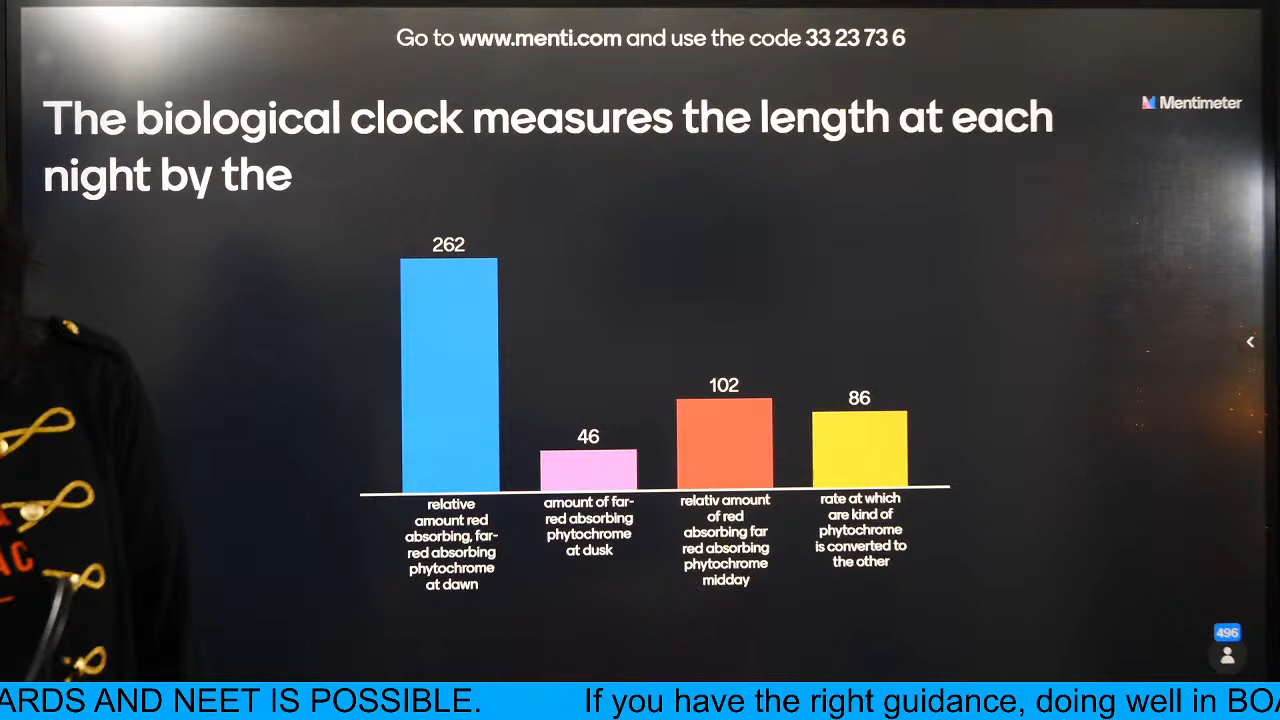 Go to www.menti.com and use the code 33 23 73 6
Mentimeter
The biological clock measures the length at each
night by the
262
46
102
86
relative
amount red
absorbing, far-
red absorbing
phytochrome
at dawn
amount of far-
red absorbing
phytochrome
at dusk
relativ amount
of red
absorbing far
red absorbing
phytochrome
midday
rate at which
are kind of
phytochrome
is converted to
the other
AC
496
ARDS AND NEET IS POSSIBLE. If you have the right guidance, doing well in BOA